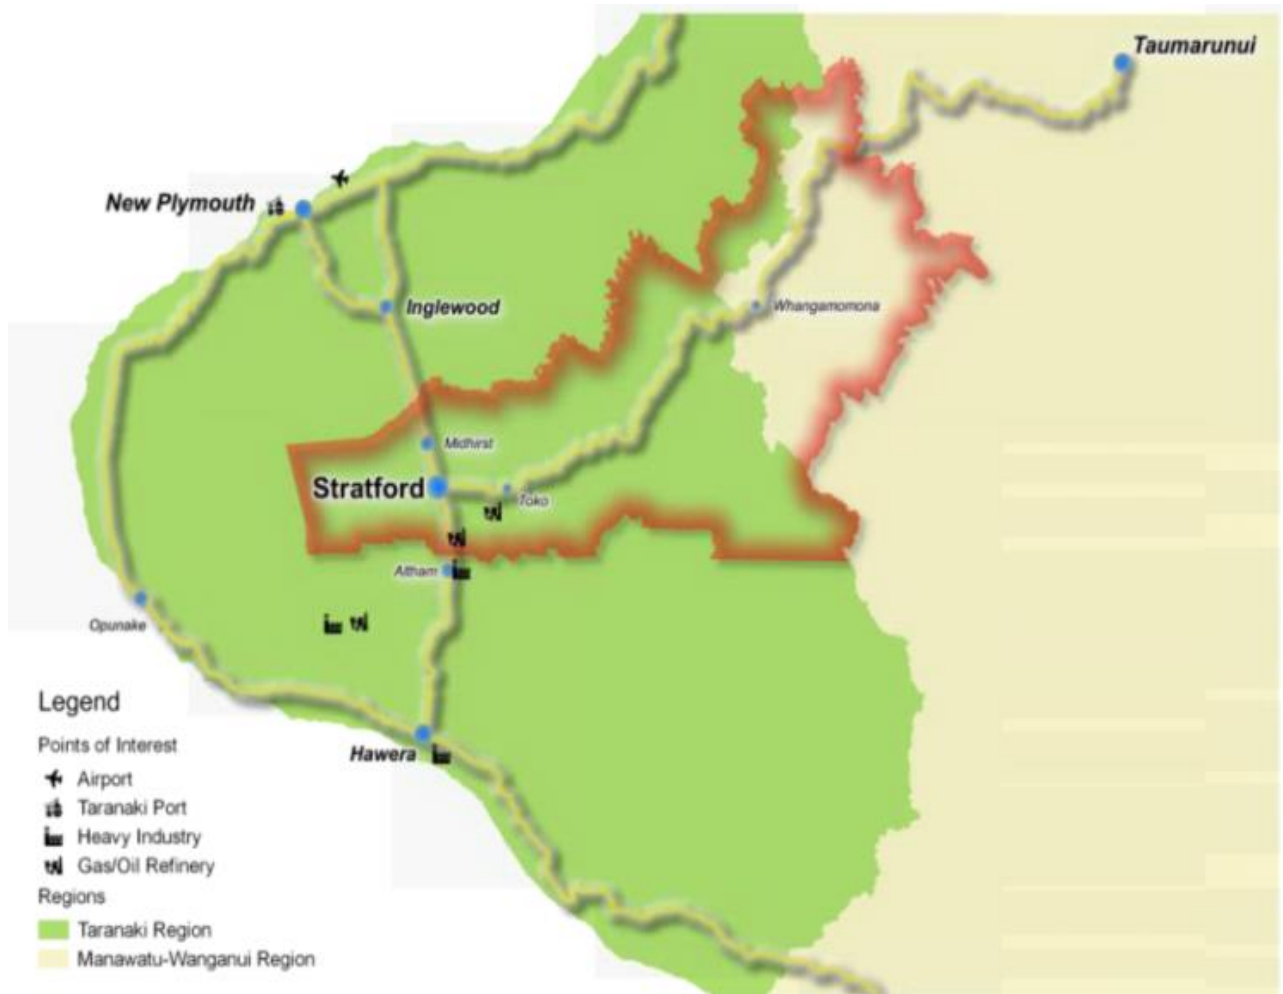 Taumarunui
New Plymouth
Inglewood
Whangamomona
Midhirst
Stratford
Toko
Altham
Opunake
Hawera
Legend
Points of Interest
Airport
Taranaki Port
Heavy Industry
Gas/Oil Refinery
Regions
Taranaki Region
Manawatu-Wanganui Region